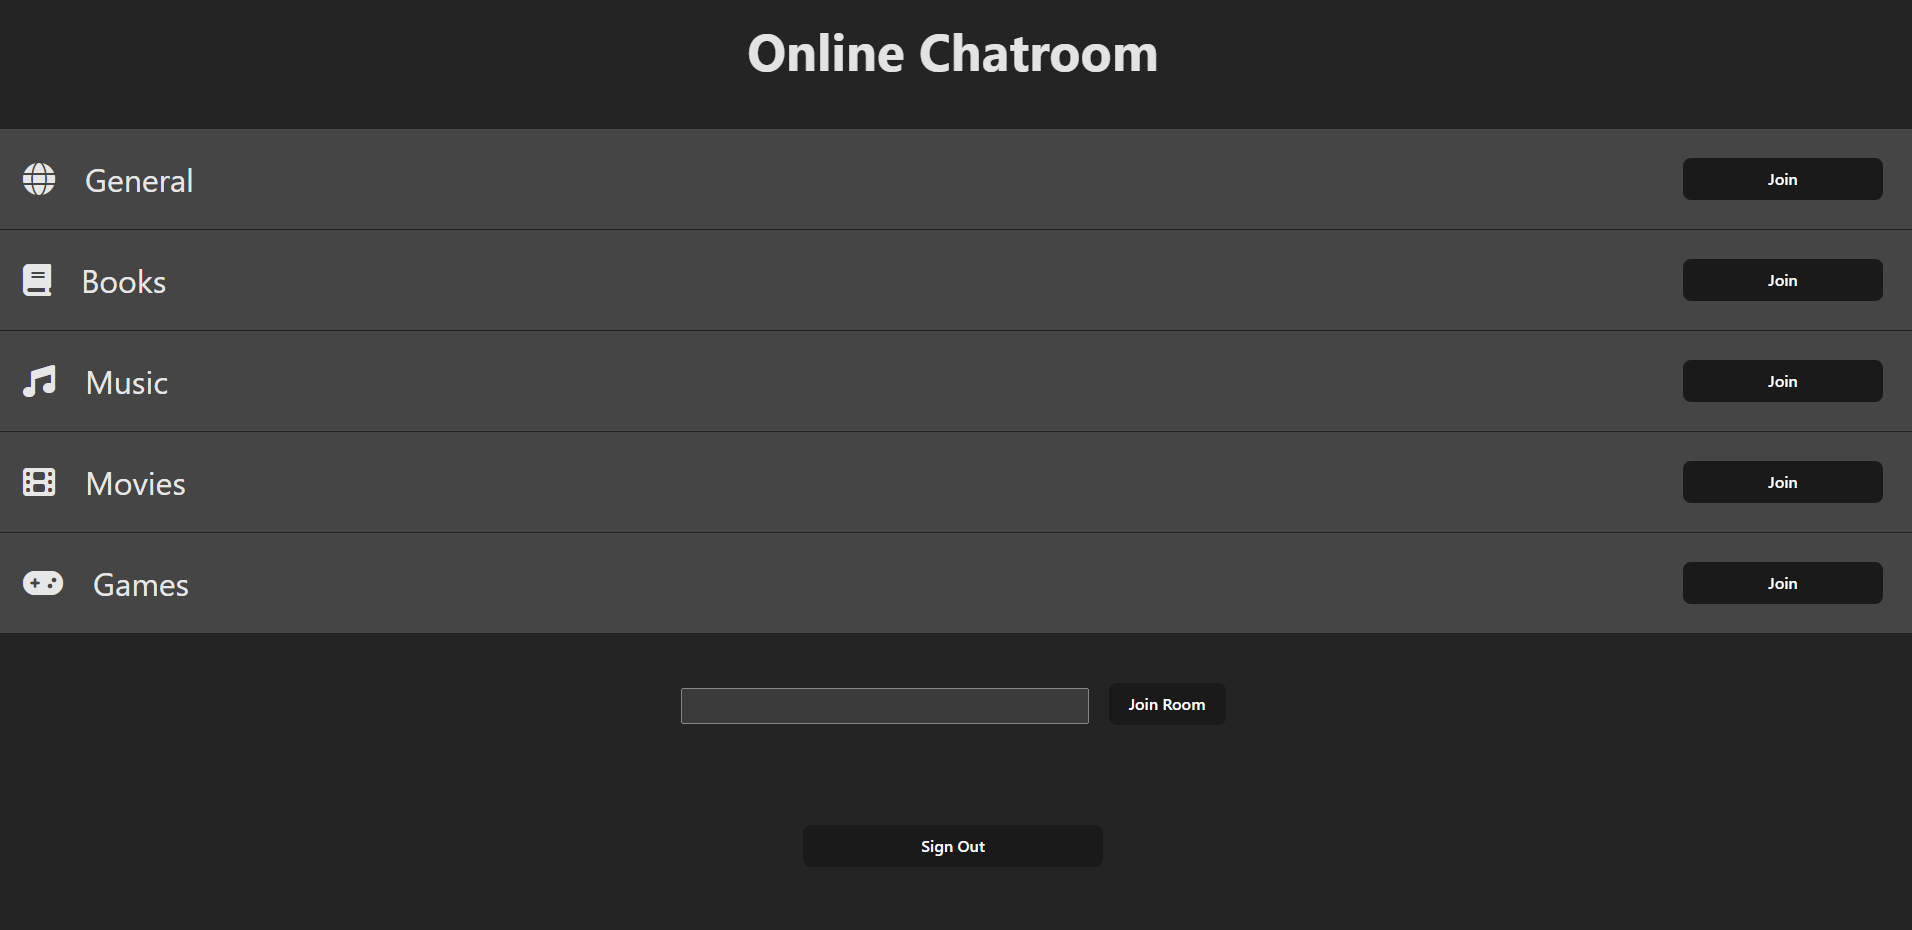 Online Chatroom
General Join
Books Join
Music Join
Movies Join
Games Join
Join Room
Sign Out